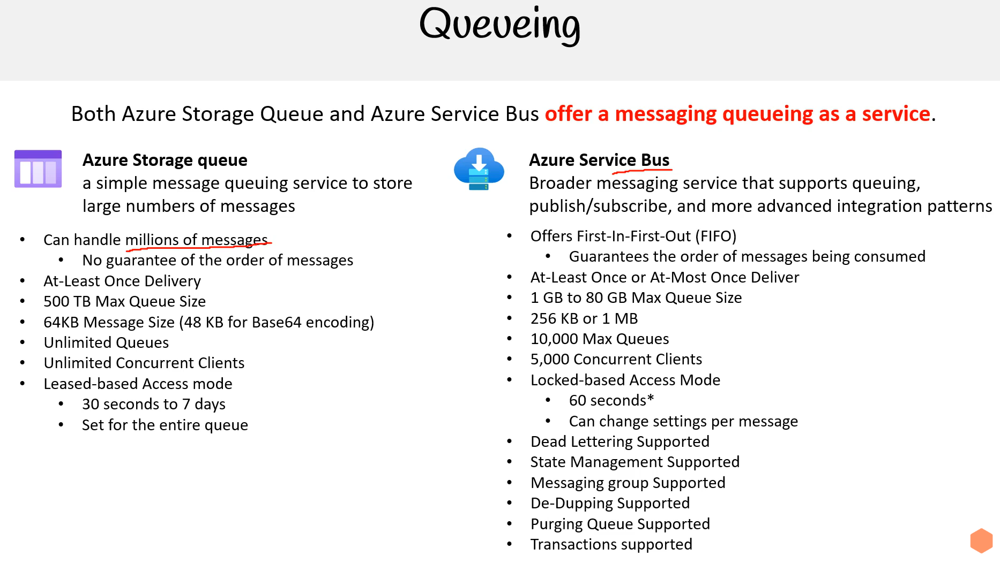 Queueing
Both Azure Storage Queue and Azure Service Bus offer a messaging queueing as a service.
Azure Storage queue
a simple message queuing service to store
large numbers of messages
• Can handle millions of messages
• No guarantee of the order of messages
• At-Least Once Delivery
• 500 TB Max Queue Size
• 64KB Message Size (48 KB for Base64 encoding)
• Unlimited Queues
• Unlimited Concurrent Clients
• Leased-based Access mode
• 30 seconds to 7 days
• Set for the entire queue
Azure Service Bus
Broader messaging service that supports queuing,
publish/subscribe, and more advanced integration patterns
• Offers First-In-First-Out (FIFO)
• Guarantees the order of messages being consumed
• At-Least Once or At-Most Once Deliver
• 1 GB to 80 GB Max Queue Size
• 256 KB or 1 MB
• 10,000 Max Queues
• 5,000 Concurrent Clients
• Locked-based Access Mode
• 60 seconds*
• Can change settings per message
• Dead Lettering Supported
• State Management Supported
• Messaging group Supported
• De-Dupping Supported
• Purging Queue Supported
• Transactions supported